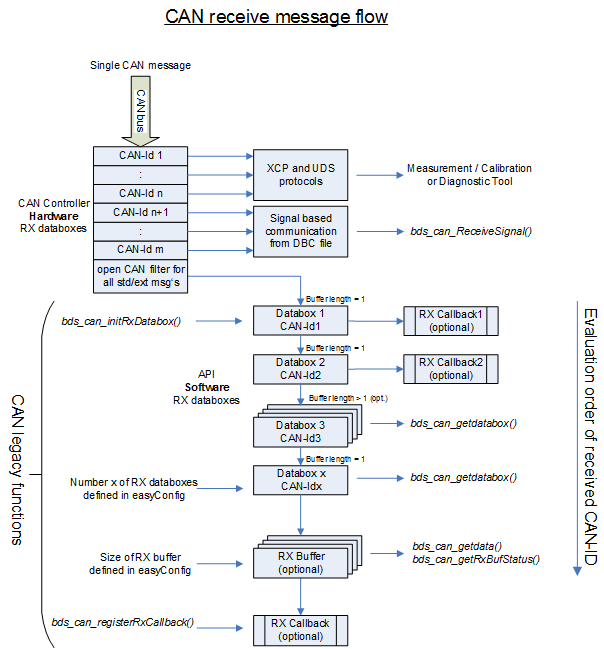 CAN receive message flow
Single CAN message
CAN bus
CAN Controller
Hardware
RX databoxes
CAN-Id 1
:
CAN-Id n
CAN-Id n+1
:
CAN-Id m
open CAN filter for
all std/ext msg's
XCP and UDS
protocols
Measurement / Calibration
or Diagnostic Tool
Signal based
communication
from DBC file
bds_can_ReceiveSignal()
Buffer length = 1
bds_can_initRxDatabox()
Databox 1
CAN-Id1
RX Callback1
(optional)
Buffer length = 1
API
Software
RX databoxes
Databox 2
CAN-Id2
RX Callback2
(optional)
Buffer length > 1 (opt.)
Databox 3
CAN-Id3
bds_can_getdatabox()
Buffer length = 1
Number x of RX databoxes
defined in easyConfig
Databox x
CAN-Idx
bds_can_getdatabox()
Size of RX buffer
defined in easyConfig
RX Buffer
(optional)
bds_can_getdata()
bds_can_getRxBufStatus()
bds_can_registerRxCallback()
RX Callback
(optional)
CAN legacy functions
Evaluation order of received CAN-ID